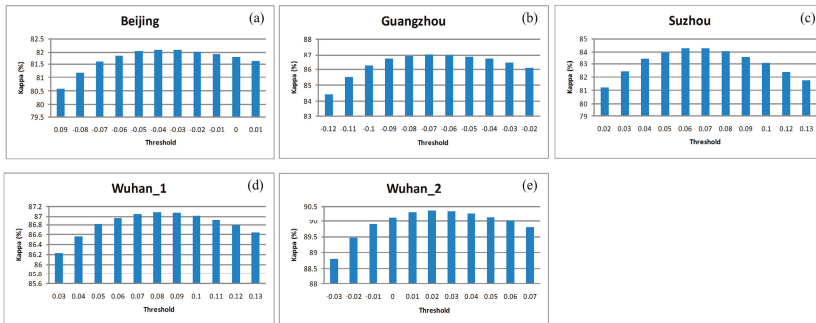 Beijing (a)
Kappa (%)
82.5
82
81.5
81
80.5
80
79.5
0.09 -0.08 -0.07 -0.06 -0.05 -0.04 -0.03 -0.02 -0.01 0 0.01
Threshold
Guangzhou (b)
Kappa (%)
88
87
86
85
84
83
-0.12 -0.11 -0.1 -0.09 -0.08 -0.07 -0.06 -0.05 -0.04 -0.03 -0.02
Threshold
Suzhou (c)
Kappa (%)
85
84
83
82
81
80
79
0.02 0.03 0.04 0.05 0.06 0.07 0.08 0.09 0.1 0.12 0.13
Threshold
Wuhan_1 (d)
Kappa (%)
87.2
87
86.8
86.6
86.4
86.2
86
85.8
85.6
0.03 0.04 0.05 0.06 0.07 0.08 0.09 0.1 0.11 0.12 0.13
Threshold
Wuhan_2 (e)
Kappa (%)
90.5
90
89.5
89
88.5
88
-0.03 -0.02 -0.01 0 0.01 0.02 0.03 0.04 0.05 0.06 0.07
Threshold